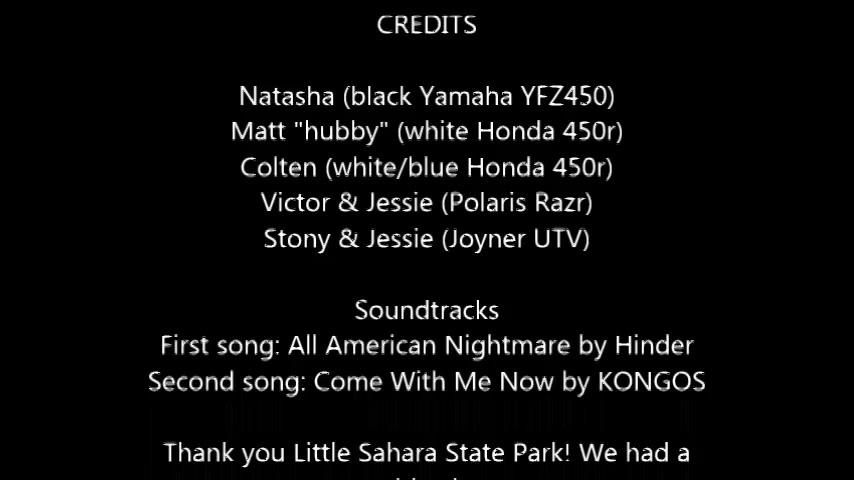 CREDITS
Natasha (black Yamaha YFZ450)
Matt "hubby" (white Honda 450r)
Colten (white/blue Honda 450r)
Victor & Jessie (Polaris Razr)
Stony & Jessie (Joyner UTV)
Soundtracks
First song: All American Nightmare by Hinder
Second song: Come With Me Now by KONGOS
Thank you Little Sahara State Park! We had a